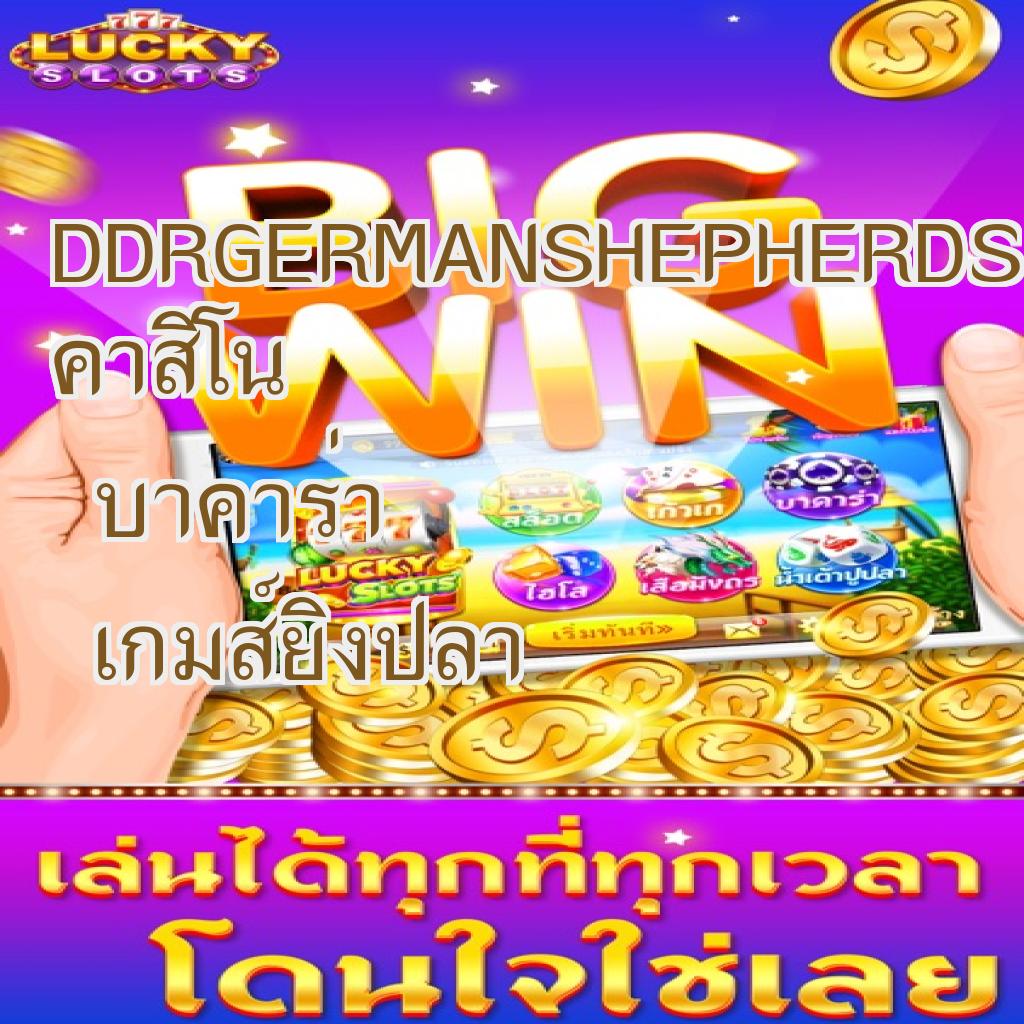 777
LUCKY
SLOTS
BIG
WIN
DDRGERMANSHEPHERDS
คาสิโน
บาคาร่า
เกมส์ยิงปลา
สล็อต
เก้าเก
บาคาร่า
LUCKY
SLOTS
ไฮโล
เสือมังกร
น้ำเต้าปูปลา
เริ่มทันที»
เล่นได้ทุกที่ทุกเวลา
โดนใจใช่เลย